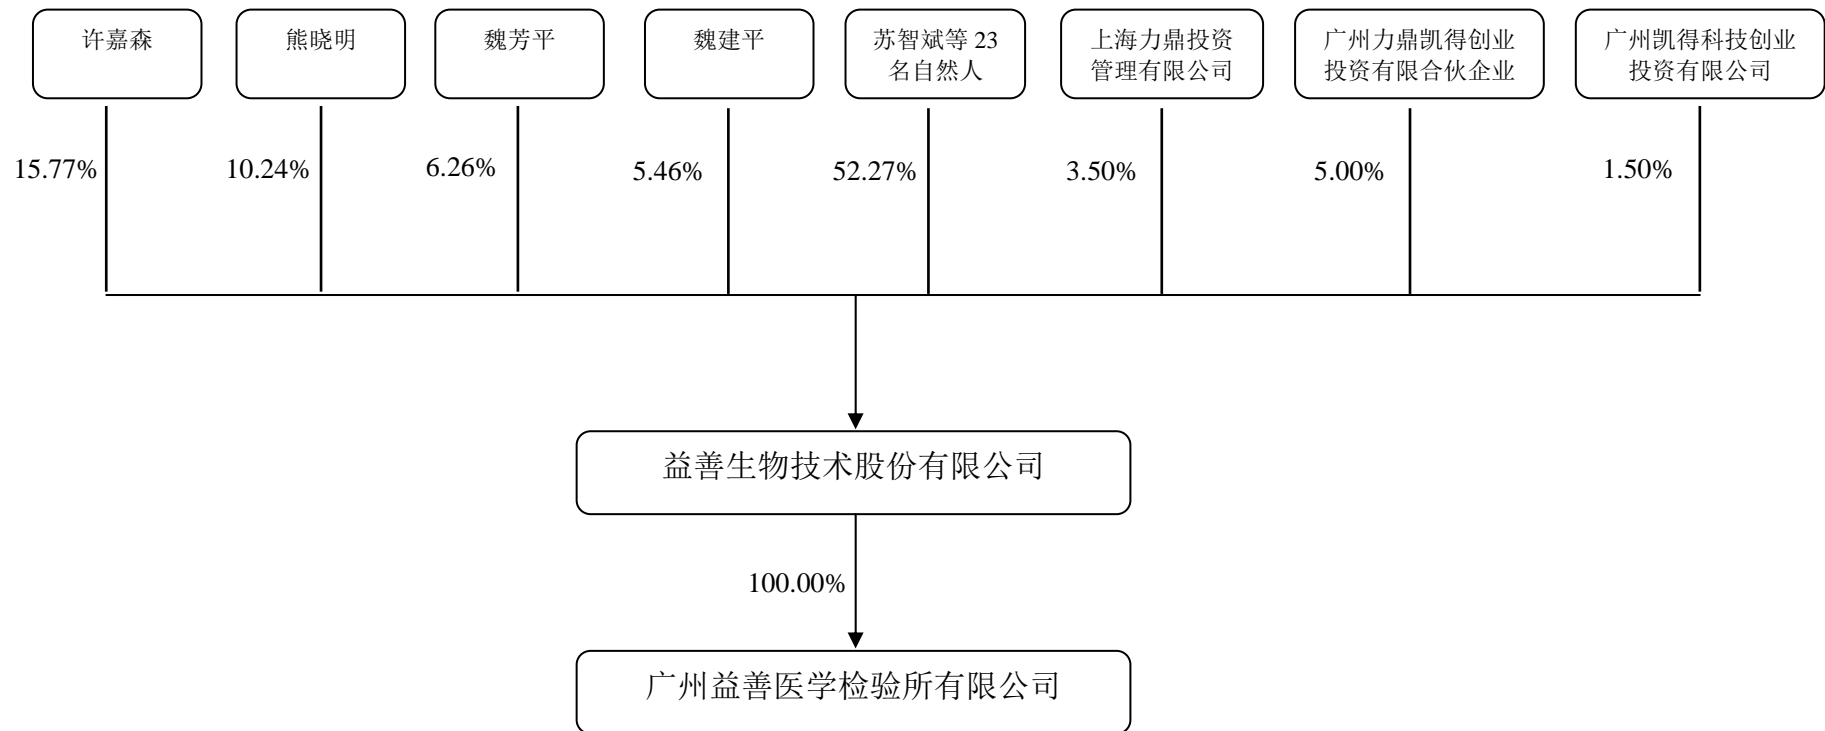 许嘉森
熊晓明
魏芳平
魏建平
苏智斌等 23
名自然人
上海力鼎投资
管理有限公司
广州力鼎凯得创业
投资有限合伙企业
广州凯得科技创业
投资有限公司
15.77%
10.24%
6.26%
5.46%
52.27%
3.50%
5.00%
1.50%
益善生物技术股份有限公司
100.00%
广州益善医学检验所有限公司